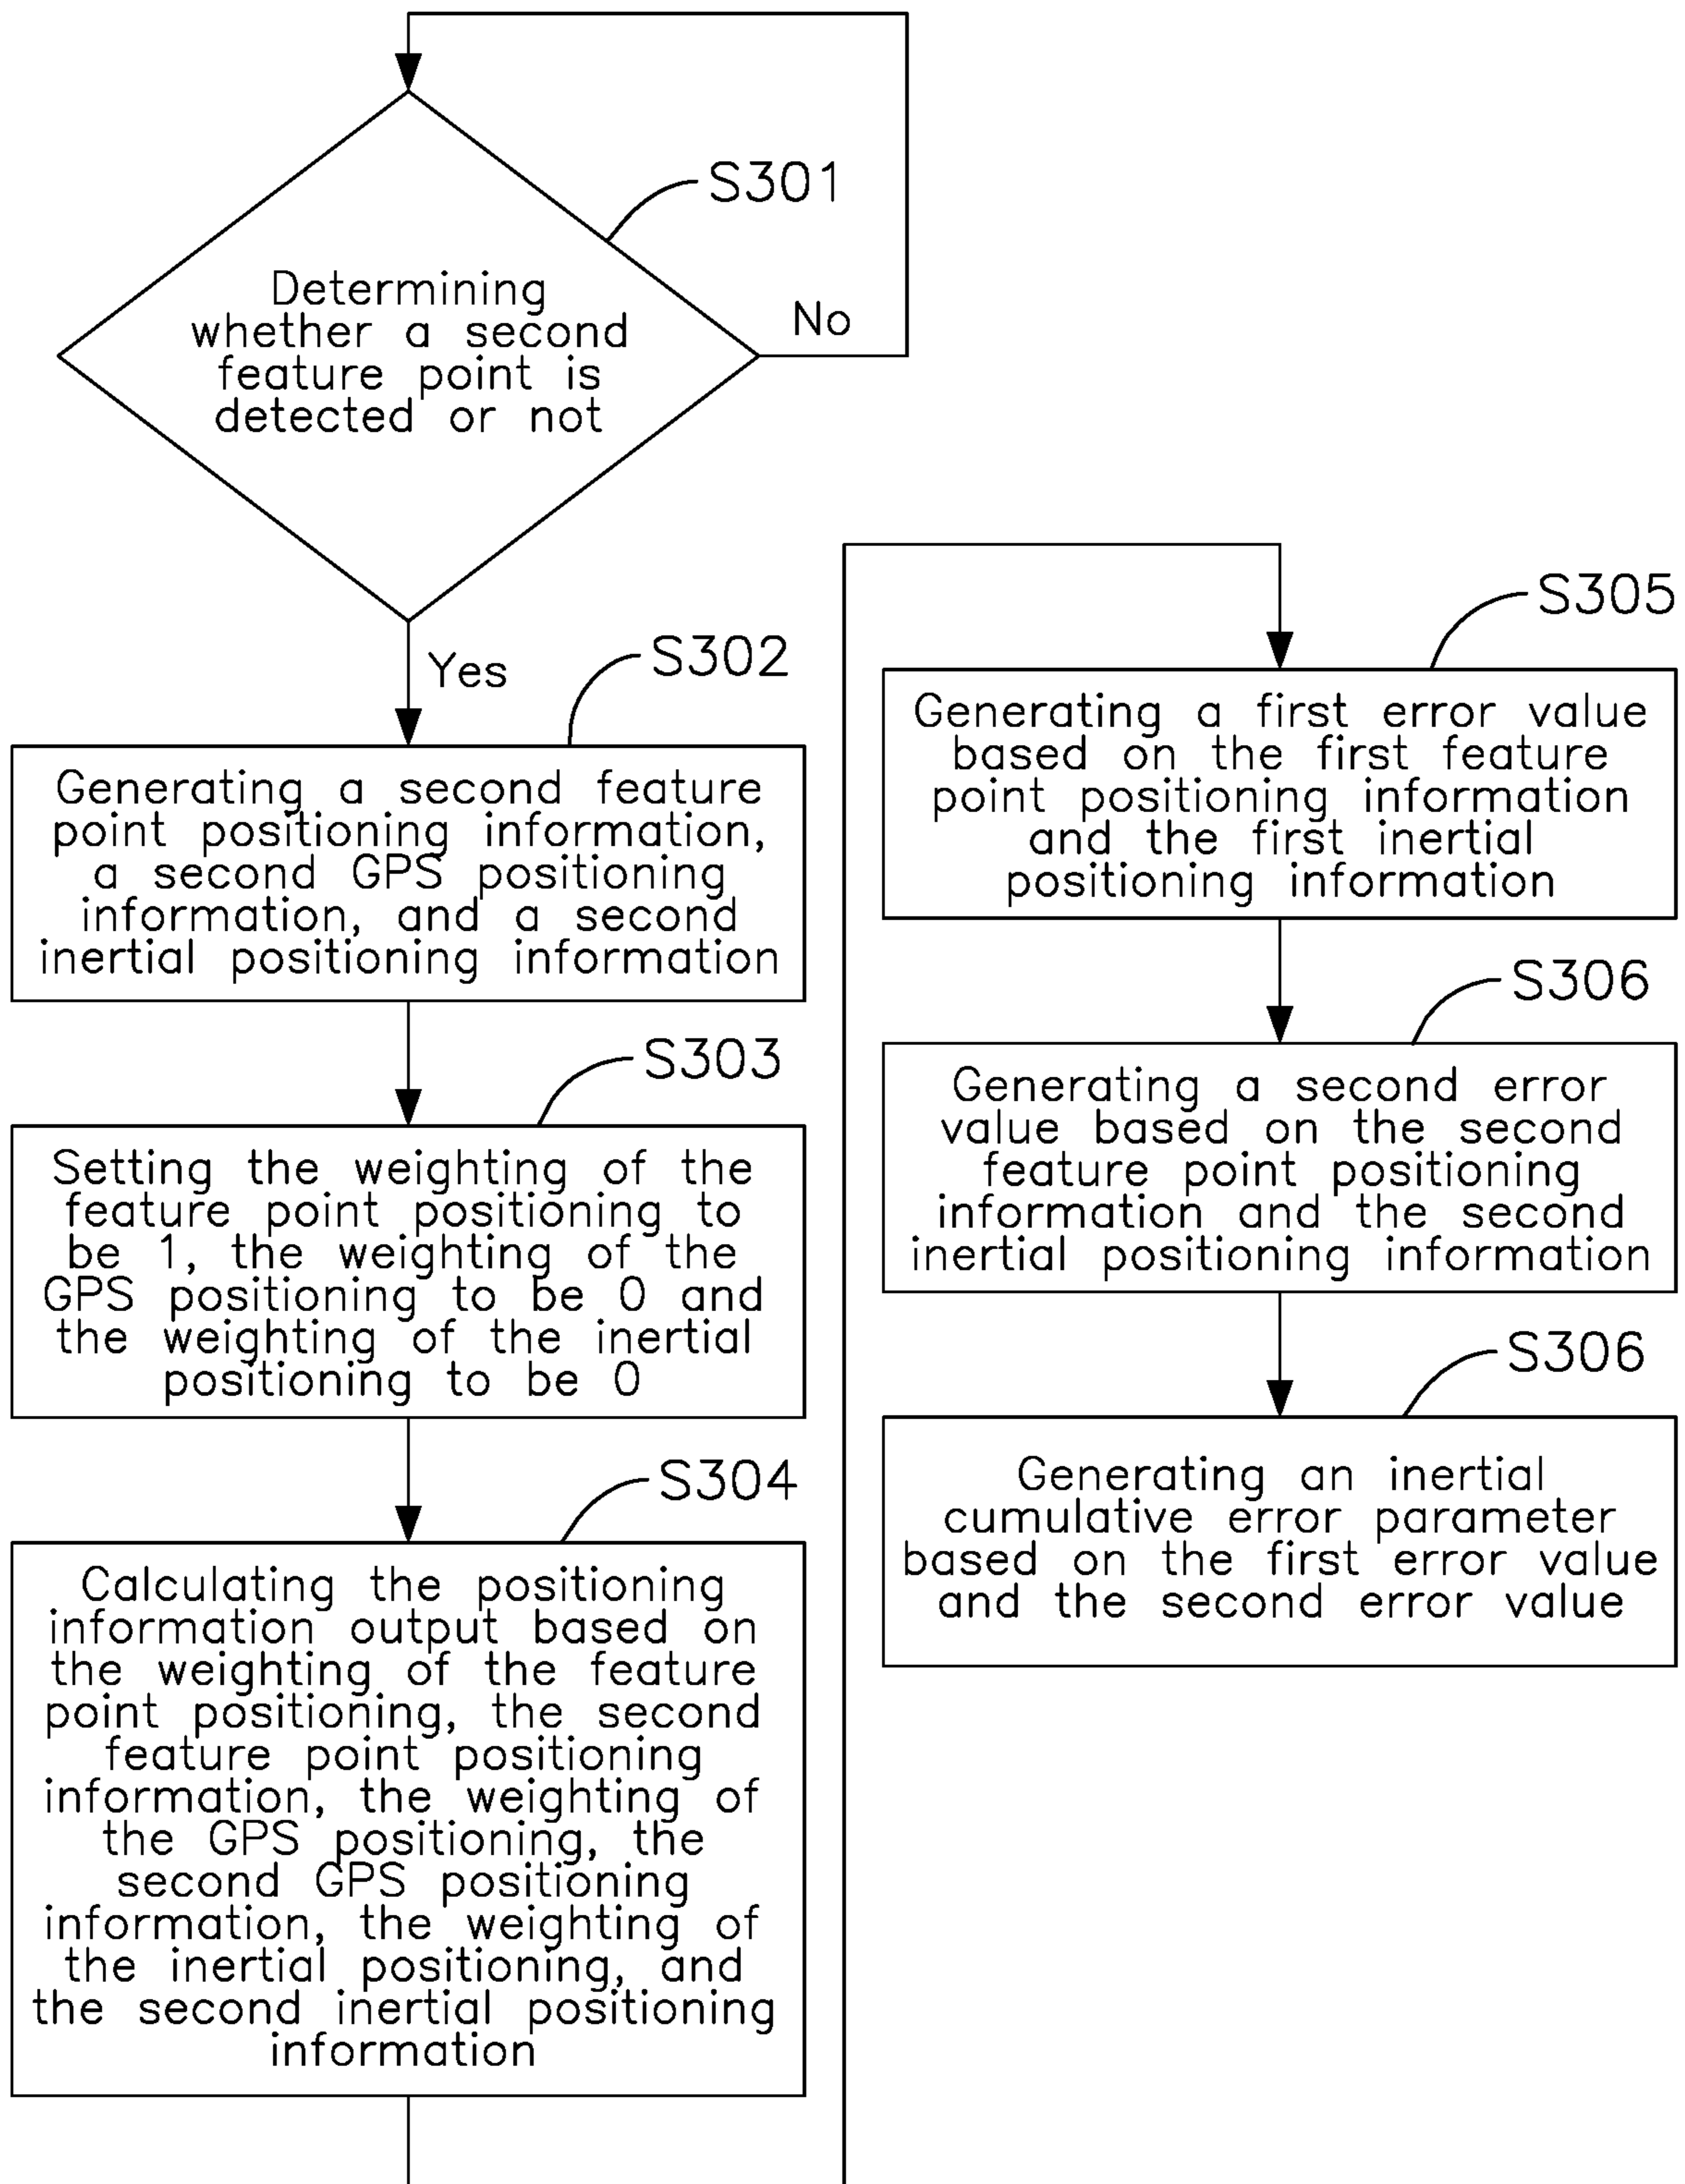 S301
Determining
whether a second
feature point is
detected or not
No
Yes
S302
Generating a second feature
point positioning information,
a second GPS positioning
information, and a second
inertial positioning information
S303
Setting the weighting of the
feature point positioning to
be 1, the weighting of the
GPS positioning to be 0 and
the weighting of the inertial
positioning to be 0
S304
Calculating the positioning
information output based on
the weighting of the feature
point positioning, the second
feature point positioning
information, the weighting of
the GPS positioning, the
second GPS positioning
information, the weighting of
the inertial positioning, and
the second inertial positioning
information
S305
Generating a first error value
based on the first feature
point positioning information
and the first inertial
positioning information
S306
Generating a second error
value based on the second
feature point positioning
information and the second
inertial positioning information
S306
Generating an inertial
cumulative error parameter
based on the first error value
and the second error value